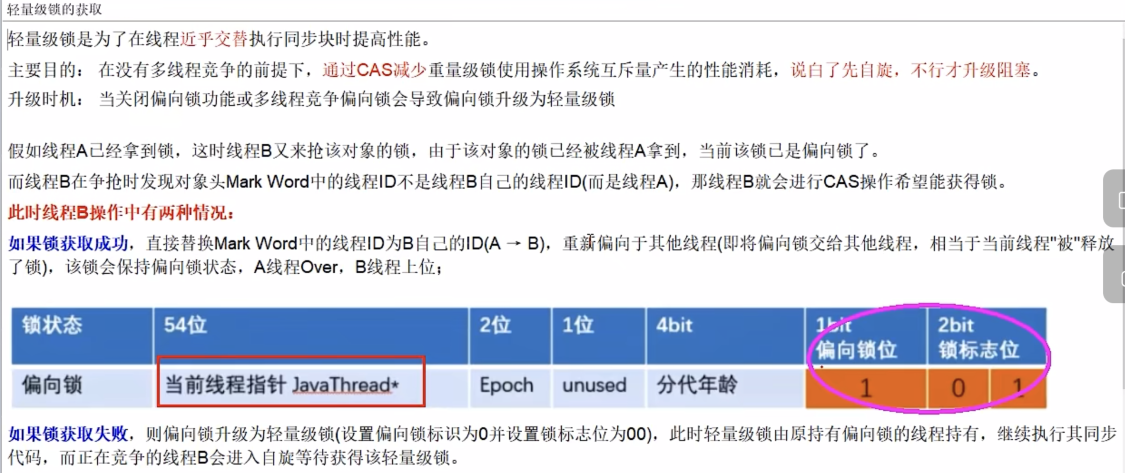 轻量级锁的获取
轻量级锁是为了在线程近乎交替执行同步块时提高性能。
主要目的： 在没有多线程竞争的前提下，通过CAS减少重量级锁使用操作系统互斥量产生的性能消耗，说白了先自旋，不行才升级阻塞。
升级时机： 当关闭偏向锁功能或多线程竞争偏向锁会导致偏向锁升级为轻量级锁
假如线程A已经拿到锁，这时线程B又来抢该对象的锁，由于该对象的锁已经被线程A拿到，当前该锁已是偏向锁了。
而线程B在争抢时发现对象头Mark Word中的线程ID不是线程B自己的线程ID(而是线程A)，那线程B就会进行CAS操作希望能获得锁。
此时线程B操作中有两种情况：
如果锁获取成功，直接替换Mark Word中的线程ID为B自己的ID(A → B)，重新偏向于其他线程(即将偏向锁交给其他线程，相当于当前线程"被"释放
了锁)，该锁会保持偏向锁状态，A线程Over，B线程上位；
锁状态 54位 2位 1位 4bit 1bit 偏向锁位 2bit 锁标志位
偏向锁 当前线程指针 JavaThread* Epoch unused 分代年龄 1 0 1
如果锁获取失败，则偏向锁升级为轻量级锁(设置偏向锁标识为0并设置锁标志位为00)，此时轻量级锁由原持有偏向锁的线程持有，继续执行其同步
代码，而正在竞争的线程B会进入自旋等待获得该轻量级锁。